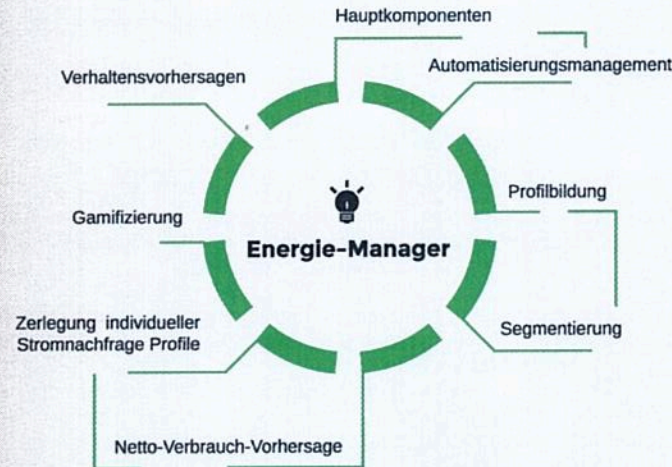 Hauptkomponenten
Automatisierungsmanagement
Verhaltensvorhersagen
Profilbildung
Gamifizierung
Energie-Manager
Zerlegung individueller
Stromnachfrage Profile
Segmentierung
Netto-Verbrauch-Vorhersage